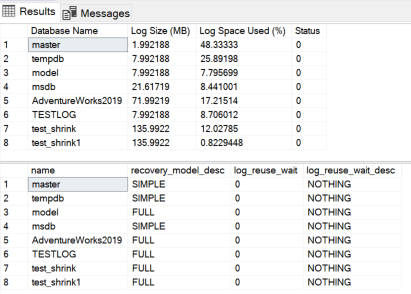 Results Messages
Database Name Log Size (MB) Log Space Used (%) Status
1 master 1.992188 48.33333 0
2 tempdb 7.992188 25.89198 0
3 model 7.992188 7.795699 0
4 msdb 21.61719 8.441001 0
5 AdventureWorks2019 71.99219 17.21514 0
6 TESTLOG 7.992188 8.706012 0
7 test_shrink 135.9922 12.02785 0
8 test_shrink1 135.9922 0.8229448 0
name recovery_model_desc log_reuse_wait log_reuse_wait_desc
1 master SIMPLE 0 NOTHING
2 tempdb SIMPLE 0 NOTHING
3 model FULL 0 NOTHING
4 msdb SIMPLE 0 NOTHING
5 AdventureWorks2019 FULL 0 NOTHING
6 TESTLOG FULL 0 NOTHING
7 test_shrink FULL 0 NOTHING
8 test_shrink1 FULL 0 NOTHING